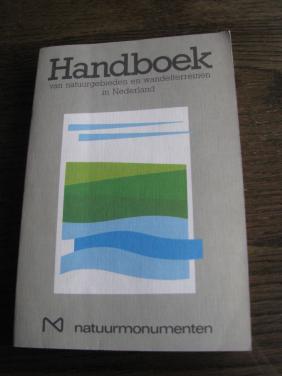 Handboek
van natuurgebieden en wandelterreinen
in Nederland
natuurmonumenten